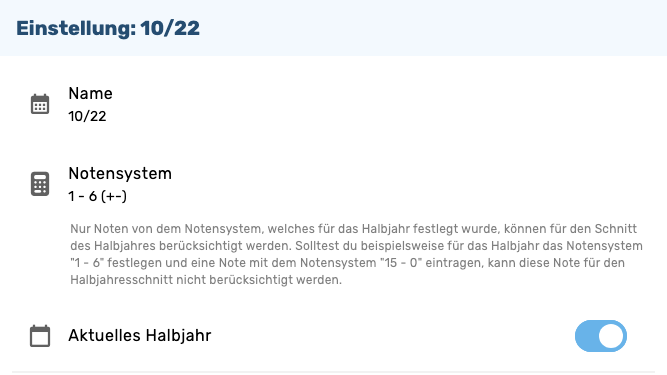 Einstellung: 10/22
Name
10/22
Notensystem
1 - 6 (+-)
Nur Noten von dem Notensystem, welches für das Halbjahr festlegt wurde, können für den Schnitt
des Halbjahres berücksichtigt werden. Solltest du beispielsweise für das Halbjahr das Notensystem
"1 - 6" festlegen und eine Note mit dem Notensystem "15 - 0" eintragen, kann diese Note für den
Halbjahresschnitt nicht berücksichtigt werden.
Aktuelles Halbjahr